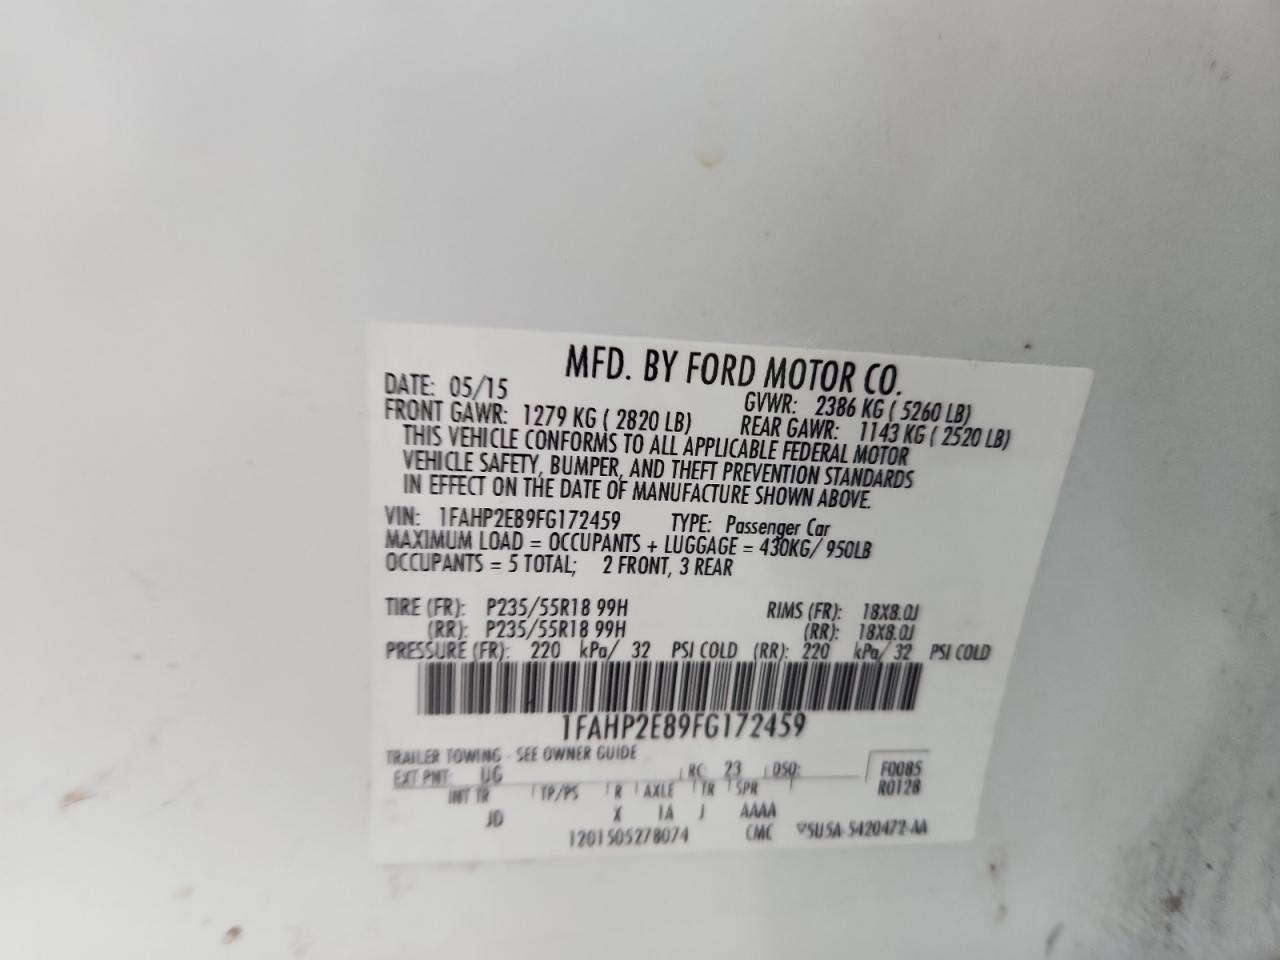 MFD. BY FORD MOTOR CO.
DATE: 05/15 GVWR: 2386 KG ( 5260 LB)
FRONT GAWR: 1279 KG ( 2820 LB) REAR GAWR: 1143 KG ( 2520 LB)
THIS VEHICLE CONFORMS TO ALL APPLICABLE FEDERAL MOTOR
VEHICLE SAFETY, BUMPER, AND THEFT PREVENTION STANDARDS
IN EFFECT ON THE DATE OF MANUFACTURE SHOWN ABOVE.
VIN: 1FAHP2E89FG172459 TYPE: Passenger Car
MAXIMUM LOAD = OCCUPANTS + LUGGAGE = 430KG/ 950LB
OCCUPANTS = 5 TOTAL; 2 FRONT, 3 REAR
TIRE (FR): P235/55R18 99H RIMS (FR): 18X8.0J
(RR): P235/55R18 99H (RR): 18X8.0J
PRESSURE (FR): 220 kPa/ 32 PSI COLD (RR): 220 kPa/ 32 PSI COLD
1FAHP2E89FG172459
TRAILER TOWING - SEE OWNER GUIDE
EXT PNT: UG RC: 23 DSO: F0085
INT TR TP/PS R AXLE TR SPR R0128
JD X IA J AAAA
1201505278074 CMC 5U5A-5420472-AA